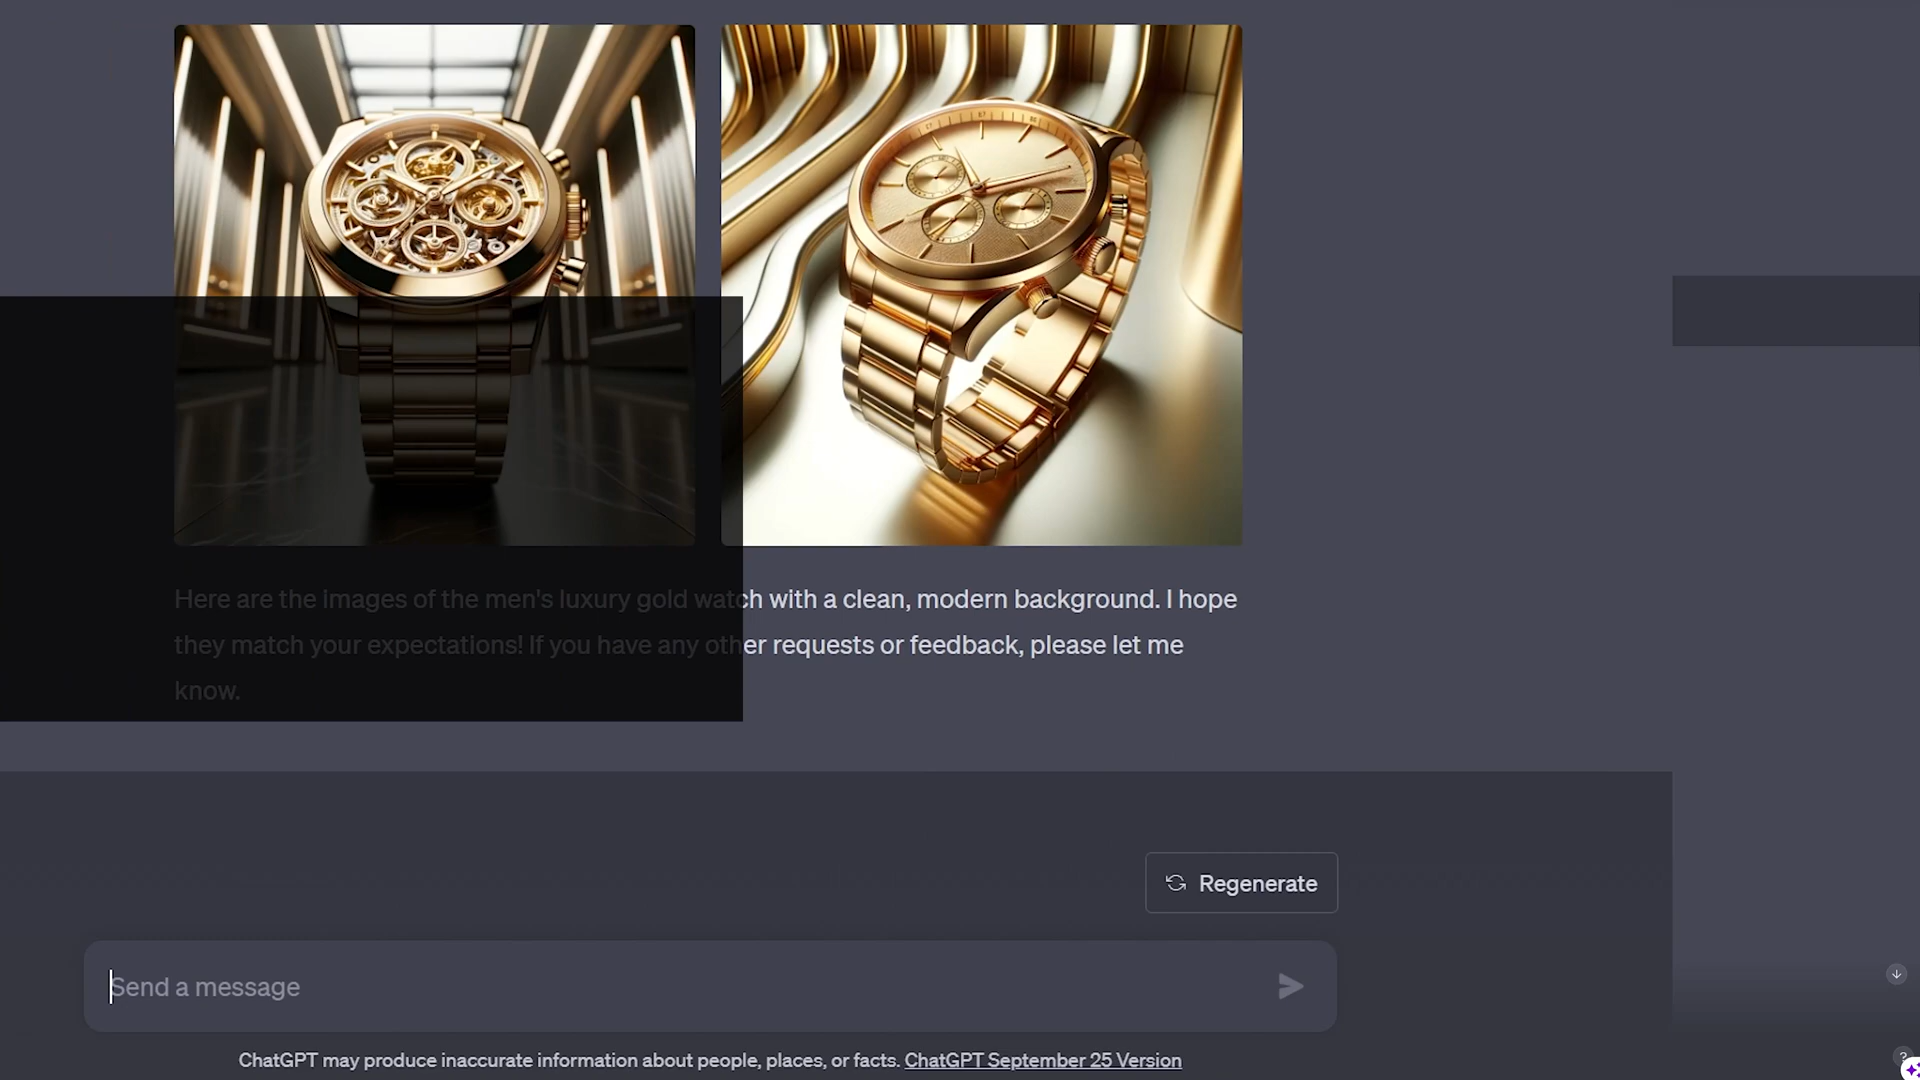 Here are the images of the men's luxury gold watch with a clean, modern background. I hope
they match your expectations! If you have any other requests or feedback, please let me
know.
Regenerate
Send a message
ChatGPT may produce inaccurate information about people, places, or facts. ChatGPT September 25 Version
?